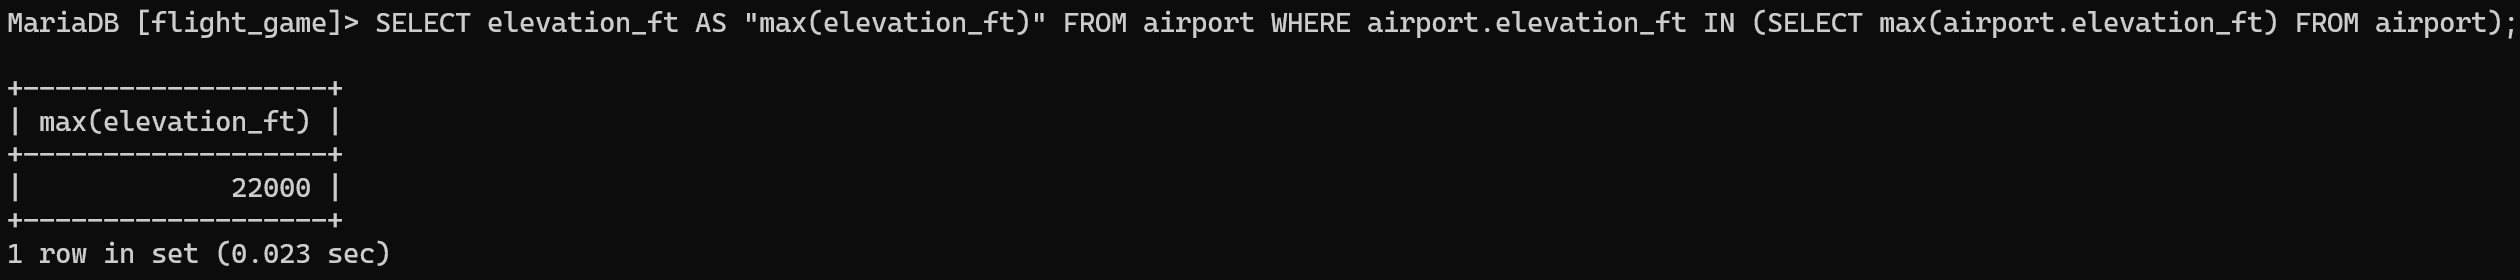 MariaDB [flight_game]> SELECT elevation_ft AS "max(elevation_ft)" FROM airport WHERE airport.elevation_ft IN (SELECT max(airport.elevation_ft) FROM airport);
+-------------------+
| max(elevation_ft) |
+-------------------+
|             22000 |
+-------------------+
1 row in set (0.023 sec)